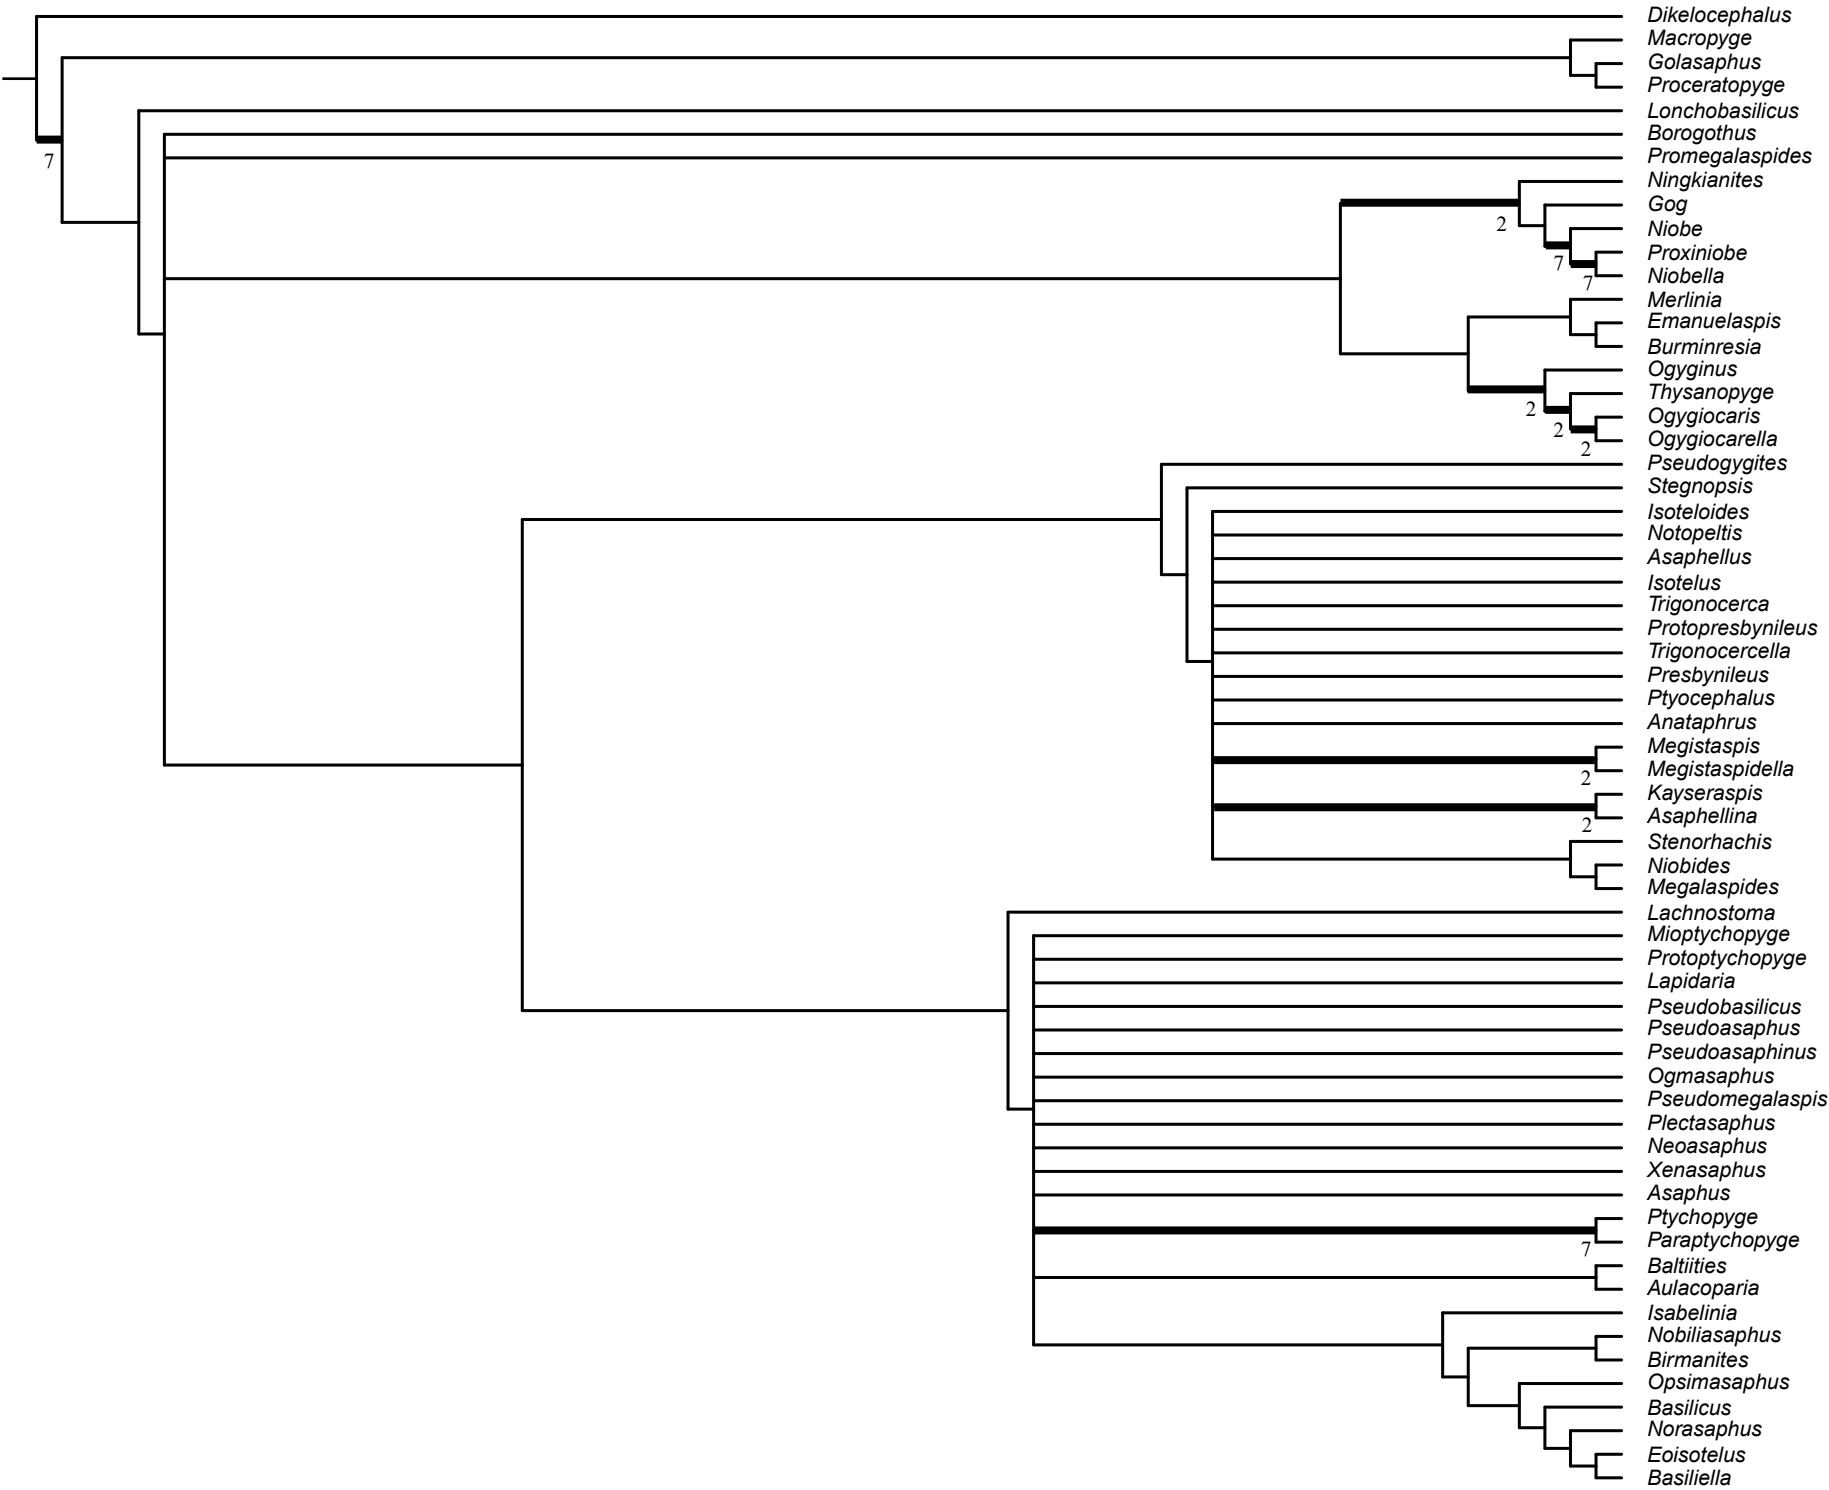 Dikelocephalus
Macropyge
Golasaphus
Proceratopyge
Lonchobasilicus
Borogothus
7
Promegalaspides
Ningkianites
Gog
2
Niobe
Proxiniobe
7
Niobella
7
Merlinia
Emanuelaspis
Burminresia
Ogyginus
Thysanopyge
2
Ogygiocaris
2
Ogygiocarella
2
Pseudogygites
Stegnopsis
Isoteloides
Notopeltis
Asaphellus
Isotelus
Trigonocerca
Protopresbynileus
Trigonocercella
Presbynileus
Ptyocephalus
Anataphrus
Megistaspis
Megistaspidella
2
Kayseraspis
Asaphellina
2
Stenorhachis
Niobides
Megalaspides
Lachnostoma
Mioptychopyge
Protoptychopyge
Lapidaria
Pseudobasilicus
Pseudoasaphus
Pseudoasaphinus
Ogmasaphus
Pseudomegalaspis
Plectasaphus
Neoasaphus
Xenasaphus
Asaphus
Ptychopyge
Paraptychopyge
7
Baltiities
Aulacoparia
Isabelinia
Nobiliasaphus
Birmanites
Opsimasaphus
Basilicus
Norasaphus
Eoisotelus
Basiliella